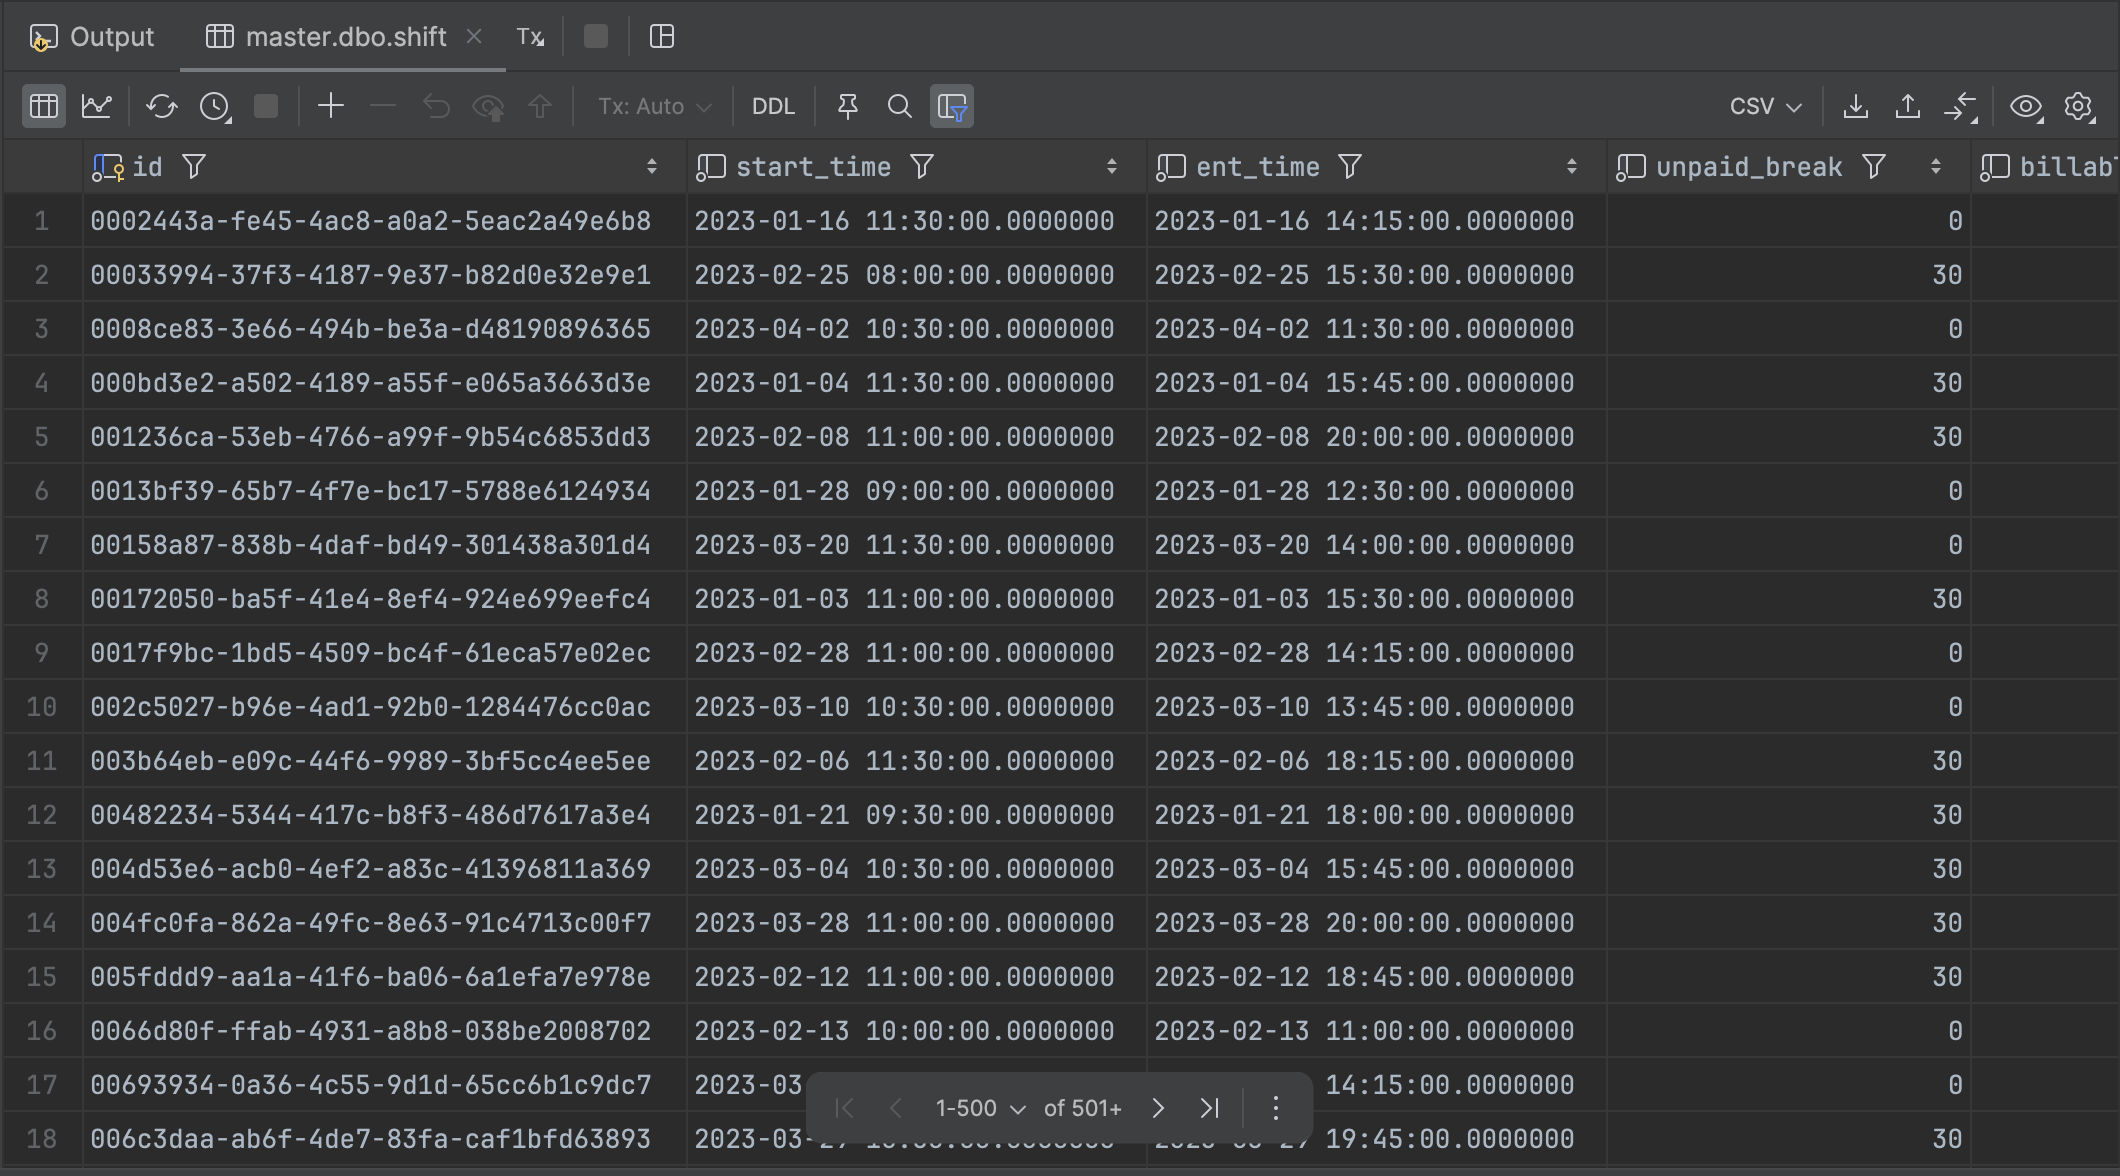 Output master.dbo.shift Tx
Tx: Auto DDL CSV
id start_time ent_time unpaid_break billab
1 0002443a-fe45-4ac8-a0a2-5eac2a49e6b8 2023-01-16 11:30:00.0000000 2023-01-16 14:15:00.0000000 0
2 00033994-37f3-4187-9e37-b82d0e32e9e1 2023-02-25 08:00:00.0000000 2023-02-25 15:30:00.0000000 30
3 0008ce83-3e66-494b-be3a-d48190896365 2023-04-02 10:30:00.0000000 2023-04-02 11:30:00.0000000 0
4 000bd3e2-a502-4189-a55f-e065a3663d3e 2023-01-04 11:30:00.0000000 2023-01-04 15:45:00.0000000 30
5 001236ca-53eb-4766-a99f-9b54c6853dd3 2023-02-08 11:00:00.0000000 2023-02-08 20:00:00.0000000 30
6 0013bf39-65b7-4f7e-bc17-5788e6124934 2023-01-28 09:00:00.0000000 2023-01-28 12:30:00.0000000 0
7 00158a87-838b-4daf-bd49-301438a301d4 2023-03-20 11:30:00.0000000 2023-03-20 14:00:00.0000000 0
8 00172050-ba5f-41e4-8ef4-924e699eefc4 2023-01-03 11:00:00.0000000 2023-01-03 15:30:00.0000000 30
9 0017f9bc-1bd5-4509-bc4f-61eca57e02ec 2023-02-28 11:00:00.0000000 2023-02-28 14:15:00.0000000 0
10 002c5027-b96e-4ad1-92b0-1284476cc0ac 2023-03-10 10:30:00.0000000 2023-03-10 13:45:00.0000000 0
11 003b64eb-e09c-44f6-9989-3bf5cc4ee5ee 2023-02-06 11:30:00.0000000 2023-02-06 18:15:00.0000000 30
12 00482234-5344-417c-b8f3-486d7617a3e4 2023-01-21 09:30:00.0000000 2023-01-21 18:00:00.0000000 30
13 004d53e6-acb0-4ef2-a83c-41396811a369 2023-03-04 10:30:00.0000000 2023-03-04 15:45:00.0000000 30
14 004fc0fa-862a-49fc-8e63-91c4713c00f7 2023-03-28 11:00:00.0000000 2023-03-28 20:00:00.0000000 30
15 005fddd9-aa1a-41f6-ba06-6a1efa7e978e 2023-02-12 11:00:00.0000000 2023-02-12 18:45:00.0000000 30
16 0066d80f-ffab-4931-a8b8-038be2008702 2023-02-13 10:00:00.0000000 2023-02-13 11:00:00.0000000 0
17 00693934-0a36-4c55-9d1d-65cc6b1c9dc7 2023-03 14:15:00.0000000 0
1-500 of 501+
18 006c3daa-ab6f-4de7-83fa-caf1bfd63893 2023-03- 19:45:00.0000000 30